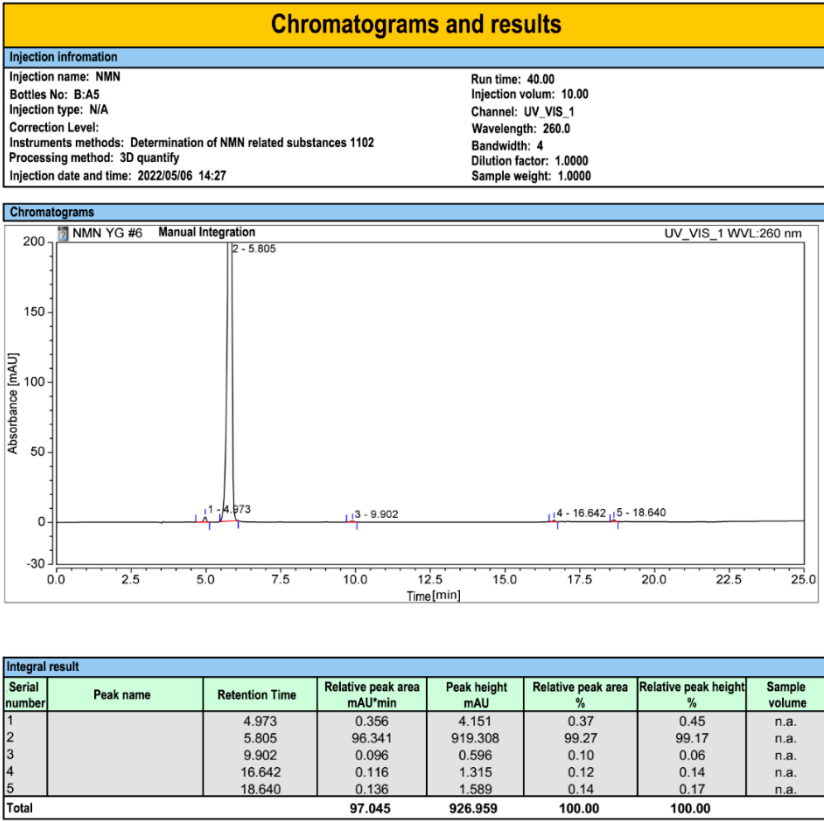 Chromatograms and results
Injection infromation
Injection name: NMN
Bottles No: B:A5
Injection type: N/A
Correction Level:
Instruments methods: Determination of NMN related substances 1102
Processing method: 3D quantify
Injection date and time: 2022/05/06 14:27
Run time: 40.00
Injection volum: 10.00
Channel: UV_VIS_1
Wavelength: 260.0
Bandwidth: 4
Dilution factor: 1.0000
Sample weight: 1.0000
Chromatograms
NMN YG #6 Manual Integration UV_VIS_1 WVL:260 nm
Absorbance [mAU]
200
150
100
50
0
-30
2 - 5.805
1 - 4.973
3 - 9.902
4 - 16.642
5 - 18.640
0.0 2.5 5.0 7.5 10.0 12.5 15.0 17.5 20.0 22.5 25.0
Time[min]
Integral result
Serial number Peak name Retention Time Relative peak area mAU*min Peak height mAU Relative peak area % Relative peak height % Sample volume
1 4.973 0.356 4.151 0.37 0.45 n.a.
2 5.805 96.341 919.308 99.27 99.17 n.a.
3 9.902 0.096 0.596 0.10 0.06 n.a.
4 16.642 0.116 1.315 0.12 0.14 n.a.
5 18.640 0.136 1.589 0.14 0.17 n.a.
Total 97.045 926.959 100.00 100.00